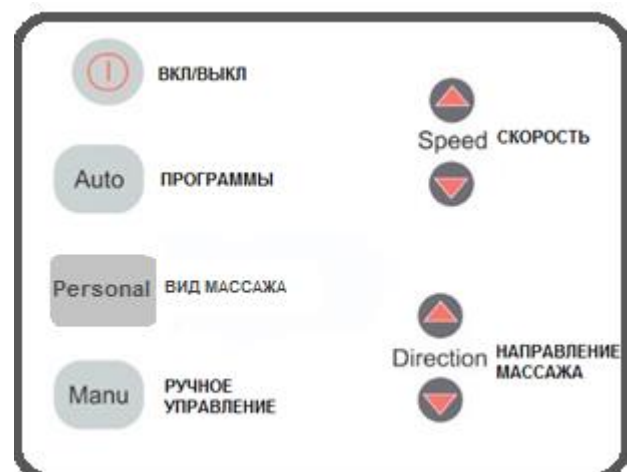 ВКЛ/ВЫКЛ
Auto ПРОГРАММЫ
Personal ВИД МАССАЖА
Manu РУЧНОЕ
УПРАВЛЕНИЕ
Speed СКОРОСТЬ
Direction НАПРАВЛЕНИЕ
МАССАЖА